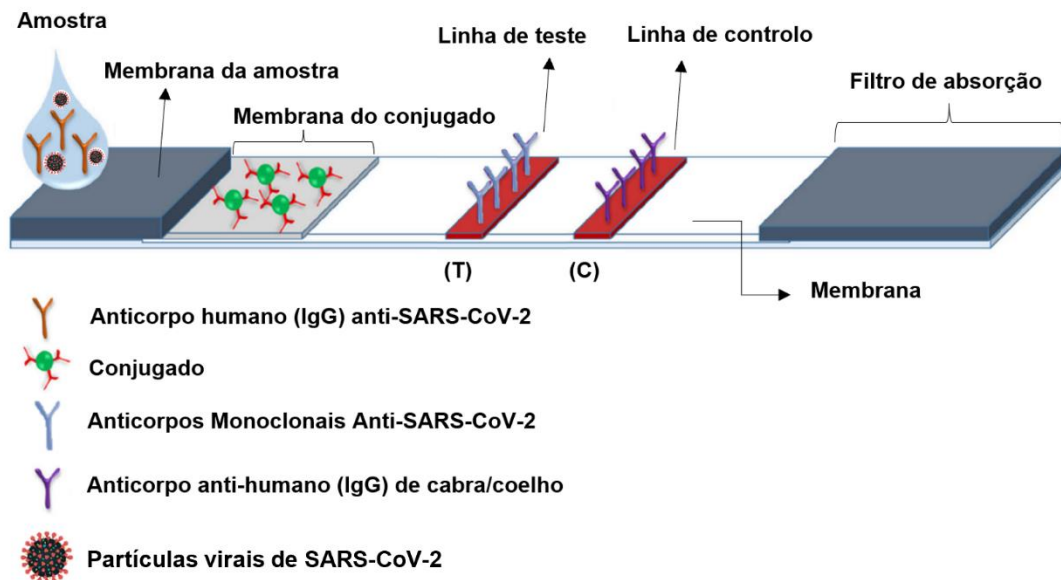 Amostra
Linha de teste
Linha de controlo
Membrana da amostra
Filtro de absorção
Membrana do conjugado
(T)
(C)
Membrana
Anticorpo humano (IgG) anti-SARS-CoV-2
Conjugado
Anticorpos Monoclonais Anti-SARS-CoV-2
Anticorpo anti-humano (IgG) de cabra/coelho
Partículas virais de SARS-CoV-2